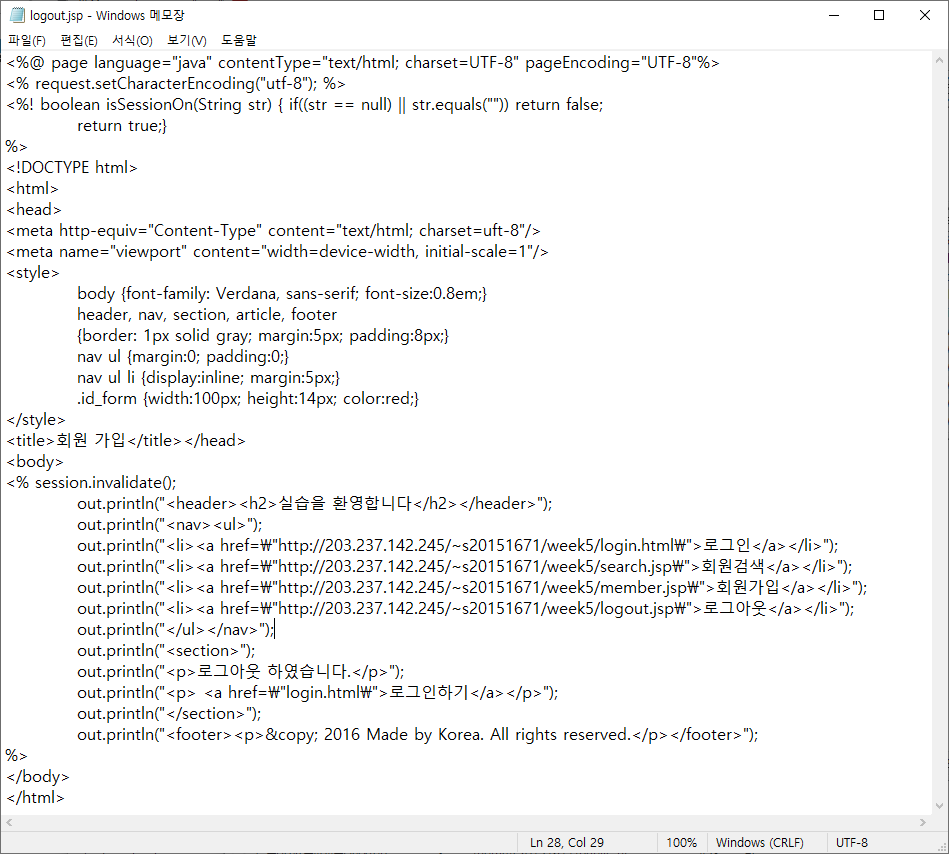 logout.jsp - Windows 메모장
파일(F) 편집(E) 서식(O) 보기(V) 도움말
<%@ page language="java" contentType="text/html; charset=UTF-8" pageEncoding="UTF-8"%>
<% request.setCharacterEncoding("utf-8"); %>
<%! boolean isSessionOn(String str) { if((str == null) || str.equals("")) return false;
return true;}
%>
<!DOCTYPE html>
<html>
<head>
<meta http-equiv="Content-Type" content="text/html; charset=uft-8"/>
<meta name="viewport" content="width=device-width, initial-scale=1"/>
<style>
body {font-family: Verdana, sans-serif; font-size:0.8em;}
header, nav, section, article, footer
{border: 1px solid gray; margin:5px; padding:8px;}
nav ul {margin:0; padding:0;}
nav ul li {display:inline; margin:5px;}
.id_form {width:100px; height:14px; color:red;}
</style>
<title>회원 가입</title></head>
<body>
<% session.invalidate();
out.println("<header><h2>실습을 환영합니다</h2></header>");
out.println("<nav><ul>");
out.println("<li><a href=₩"http://203.237.142.245/~s20151671/week5/login.html₩">로그인</a></li>");
out.println("<li><a href=₩"http://203.237.142.245/~s20151671/week5/search.jsp₩">회원검색</a></li>");
out.println("<li><a href=₩"http://203.237.142.245/~s20151671/week5/member.jsp₩">회원가입</a></li>");
out.println("<li><a href=₩"http://203.237.142.245/~s20151671/week5/logout.jsp₩">로그아웃</a></li>");
out.println("</ul></nav>");
out.println("<section>");
out.println("<p>로그아웃 하였습니다.</p>");
out.println("<p> <a href=₩"login.html₩">로그인하기</a></p>");
out.println("</section>");
out.println("<footer><p>&copy; 2016 Made by Korea. All rights reserved.</p></footer>");
%>
</body>
</html>
Ln 28, Col 29 100% Windows (CRLF) UTF-8